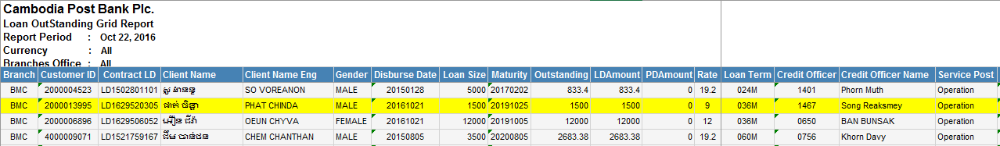 Cambodia Post Bank Plc.
Loan OutStanding Grid Report
Report Period : Oct 22, 2016
Currency : All
Branches Office : All
Branch Customer ID Contract LD Client Name Client Name Eng Gender Disburse Date Loan Size Maturity Outstanding LDAmount PDAmount Rate Loan Term Credit Officer Credit Officer Name Service Post
BMC 2000004523 LD1502801101 សូ វ៉ានន្ទ SO VOREANON MALE 20150128 5000 20170202 833.4 833.4 0 19.2 024M 1401 Phorn Muth Operation
BMC 2000013995 LD1629520305 ផាត់ ចិន្ដា PHAT CHINDA MALE 20161021 1500 20191025 1500 1500 0 9 036M 1467 Song Reaksmey Operation
BMC 2000006896 LD1629506052 អឿន ជីវ៉ា OEUN CHYVA FEMALE 20161021 12000 20191005 12000 12000 0 12 036M 0650 BAN BUNSAK Operation
BMC 4000009071 LD1521759167 ជឹម ចាន់ថន CHEM CHANTHAN MALE 20150805 3500 20200805 2683.38 2683.38 0 19.2 060M 0756 Khorn Davy Operation